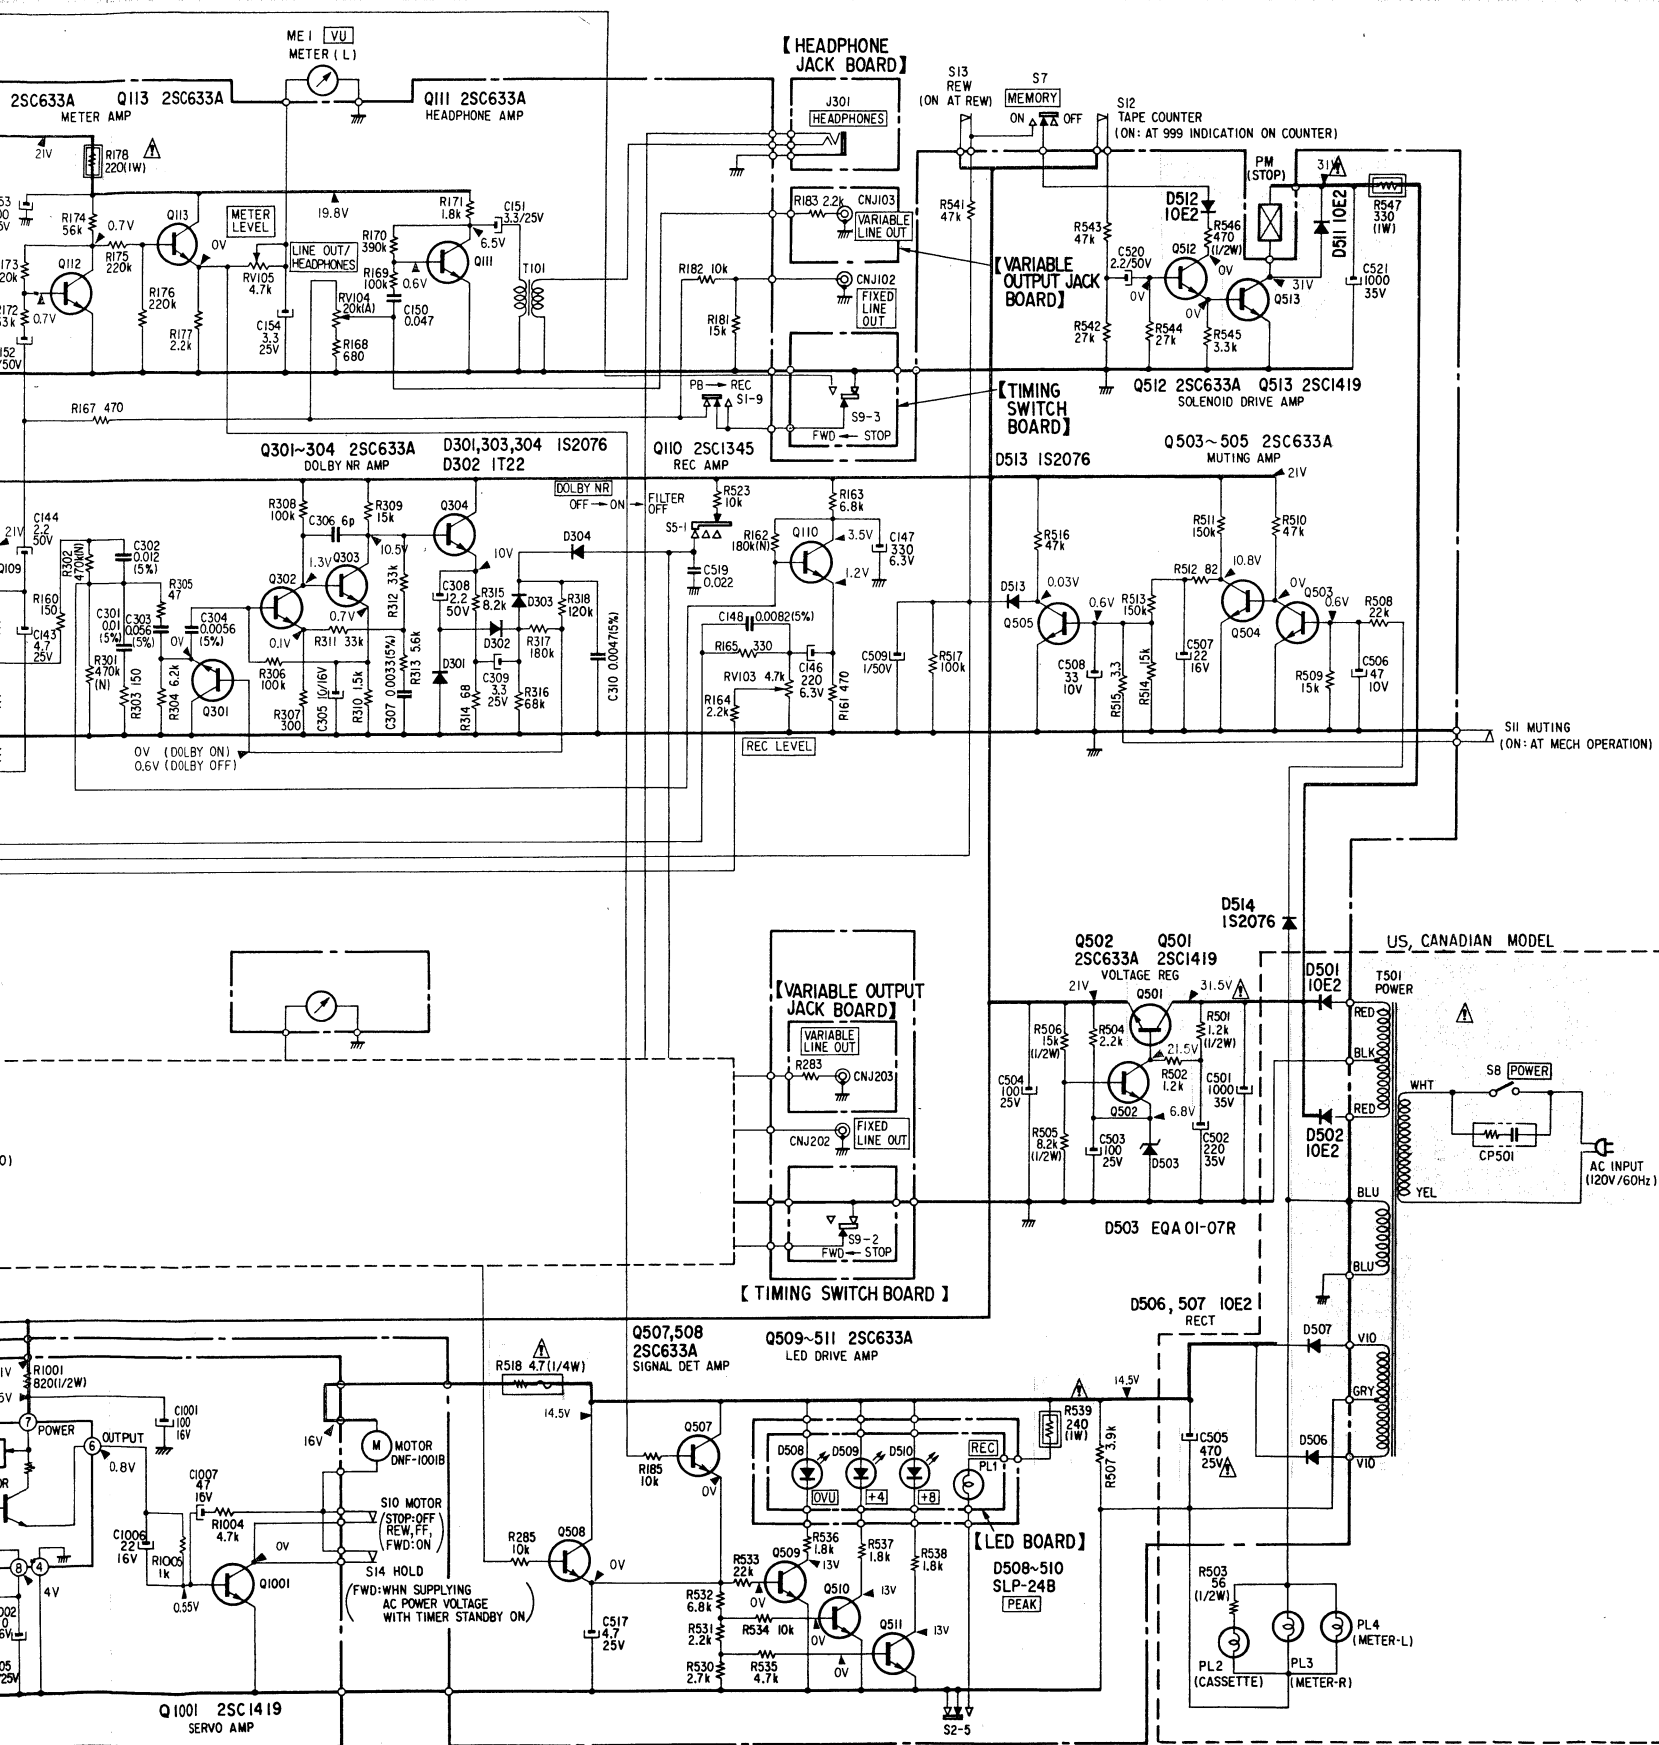 ME1 VU
METER (L)
2SC633A
Q113 2SC633A
METER AMP
Q111 2SC633A
HEADPHONE AMP
【HEADPHONE
JACK BOARD】
J301
HEADPHONES
S13
REW
(ON AT REW)
S7
MEMORY
ON OFF
S12
TAPE COUNTER
(ON: AT 999 INDICATION ON COUNTER)
21V
R178
220(1W)
PM
(STOP)
31V
R547
330
(1W)
R174
56k
0.7V
R175
220k
Q113
0V
METER
LEVEL
19.8V
R171
1.8k
C151
3.3/25V
6.5V
R170
390k
R169
100k
Q111
0.6V
C150
0.047
LINE OUT/
HEADPHONES
RV105
4.7k
RV104
20k(A)
R168
680
T101
Q112
0.7V
R176
220k
R177
2.2k
C154
3.3
25V
R183 2.2k
CNJ103
VARIABLE
LINE OUT
R182 10k
CNJ102
FIXED
LINE
OUT
R181
15k
【VARIABLE
OUTPUT JACK
BOARD】
R541
47k
R543
47k
D512
10E2
R546
470
(1/2W)
D511 10E2
C520
2.2/50V
Q512
0V
0V
Q513
31V
C521
1000
35V
R542
27k
R544
27k
0V
R545
3.3k
Q512 2SC633A Q513 2SC1419
SOLENOID DRIVE AMP
PB → REC
S1-9
S9-3
FWD ← STOP
【TIMING
SWITCH
BOARD】
R167 470
Q301~304 2SC633A
DOLBY NR AMP
D301,303,304 1S2076
D302 1T22
Q110 2SC1345
REC AMP
D513 1S2076
Q503~505 2SC633A
MUTING AMP
21V
DOLBY NR
OFF → ON → FILTER
OFF
R308
100k
R309
15k
C306 6p
Q304
10.5V
1.3V
Q303
Q302
0.7V
0.1V
R311 33k
R312 33k
10V
D304
R523
10k
S5-1
C519
0.022
R163
6.8k
R162
180k(N)
Q110
3.5V
1.2V
C147
330
6.3V
21V
C144
2.2
50V
Q109
R302
470k(N)
C302
0.012
(5%)
R305
47
R160
150
C301
0.01
(5%)
C303
0.056
(5%)
C304
0.0056
(5%)
0V
C143
4.7
25V
R301
470k
(N)
R303 150
R304 6.2k
Q301
R306
100k
R307
300
C305 10/16V
R310 1.5k
C307 0.0033(5%)
R313 5.6k
C308
2.2
50V
R315
8.2k
D303
R318
120k
D302
R317
180k
D301
C309
3.3
25V
R314 68
R316
68k
C310 0.0047(5%)
C148 0.0082(5%)
R165 330
RV103 4.7k
C146
220
6.3V
R164
2.2k
R161 470
REC LEVEL
0V (DOLBY ON)
0.6V (DOLBY OFF)
R516
47k
D513
0.03V
Q505
C509
1/50V
R517
100k
0.6V
R513
150k
R512 82
R511
150k
R510
47k
10.8V
Q504
0V
Q503
0.6V
R508
22k
C508
33
10V
R515 3.3
R514 15k
C507
22
16V
R509
15k
C506
47
10V
S11 MUTING
(ON: AT MECH OPERATION)
D514
1S2076
US, CANADIAN MODEL
Q502
2SC633A
Q501
2SC1419
VOLTAGE REG
21V
Q501
31.5V
D501
10E2
T501
POWER
RED
BLK
RED
R506
15k
(1/2W)
R504
2.2k
R501
1.2k
(1/2W)
21.5V
R502
1.2k
Q502
6.8V
C504
100
25V
C501
1000
35V
R505
8.2k
(1/2W)
C503
100
25V
D503
C502
220
35V
D502
10E2
S8 POWER
WHT
CP501
AC INPUT
(120V/60Hz)
YEL
BLU
BLU
D503 EQA01-07R
【VARIABLE OUTPUT
JACK BOARD】
VARIABLE
LINE OUT
R283
CNJ203
CNJ202
FIXED
LINE OUT
S9-2
FWD ← STOP
【TIMING SWITCH BOARD】
D506, 507 10E2
RECT
D507
VIO
GRY
D506
VIO
Q507,508
2SC633A
SIGNAL DET AMP
Q509~511 2SC633A
LED DRIVE AMP
R518 4.7(1/4W)
14.5V
14.5V
R1001
820(1/2W)
7 POWER
6 OUTPUT
0.8V
C1001
100
16V
16V
M MOTOR
DNF-1001B
C1007
47
16V
R1004
4.7k
S10 MOTOR
(STOP:OFF
REW,FF,
FWD:ON)
C1006
22
16V
R1005
1k
0V
Q1001
0.55V
8
4
4V
S14 HOLD
(FWD:WHN SUPPLYING
AC POWER VOLTAGE
WITH TIMER STANDBY ON)
Q1001 2SC1419
SERVO AMP
Q507
R185
10k
0V
R285
10k
Q508
0V
C517
4.7
25V
D508
D509
D510
REC
PL1
0VU
+4
+8
R539
240
(1W)
R507 3.9k
C505
470
25V
【LED BOARD】
D508~510
SLP-24B
PEAK
R536
1.8k
13V
R537
1.8k
R538
1.8k
R533
22k
Q509
0V
R532
6.8k
R534 10k
0V
Q510
13V
R531
2.2k
R530
2.7k
R535
4.7k
0V
Q511
13V
S2-5
R503
56
(1/2W)
PL2
(CASSETTE)
PL3
(METER-R)
PL4
(METER-L)